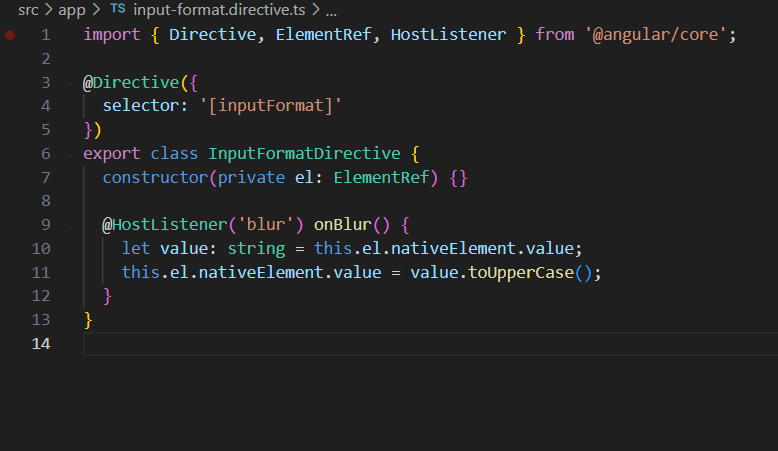 src > app > TS input-format.directive.ts > ...
1 import { Directive, ElementRef, HostListener } from '@angular/core';
2
3 @Directive({
4   selector: '[inputFormat]'
5 })
6 export class InputFormatDirective {
7   constructor(private el: ElementRef) {}
8
9   @HostListener('blur') onBlur() {
10     let value: string = this.el.nativeElement.value;
11     this.el.nativeElement.value = value.toUpperCase();
12   }
13 }
14